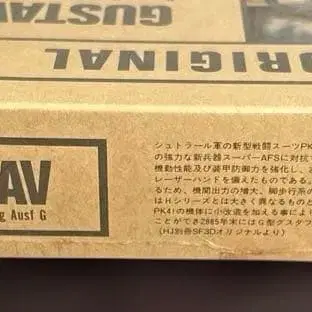 GUSTAV
ORIGINAL
AV
g Ausf G
シュトラール軍の新型戦闘スーツPK
の強力な新兵器スーパーAFSに対抗
機動性能及び装甲防御力を強化し、
レーザーハンドを備えたものである。よ
るため、機関出力の増大、脚歩行系の
はHシリーズとは大きく異なるものと
PK41の機体に小改造を加える事により
ことができ2885年末にはG型グスタフ
(HJ別冊SF3Dオリジナルより)